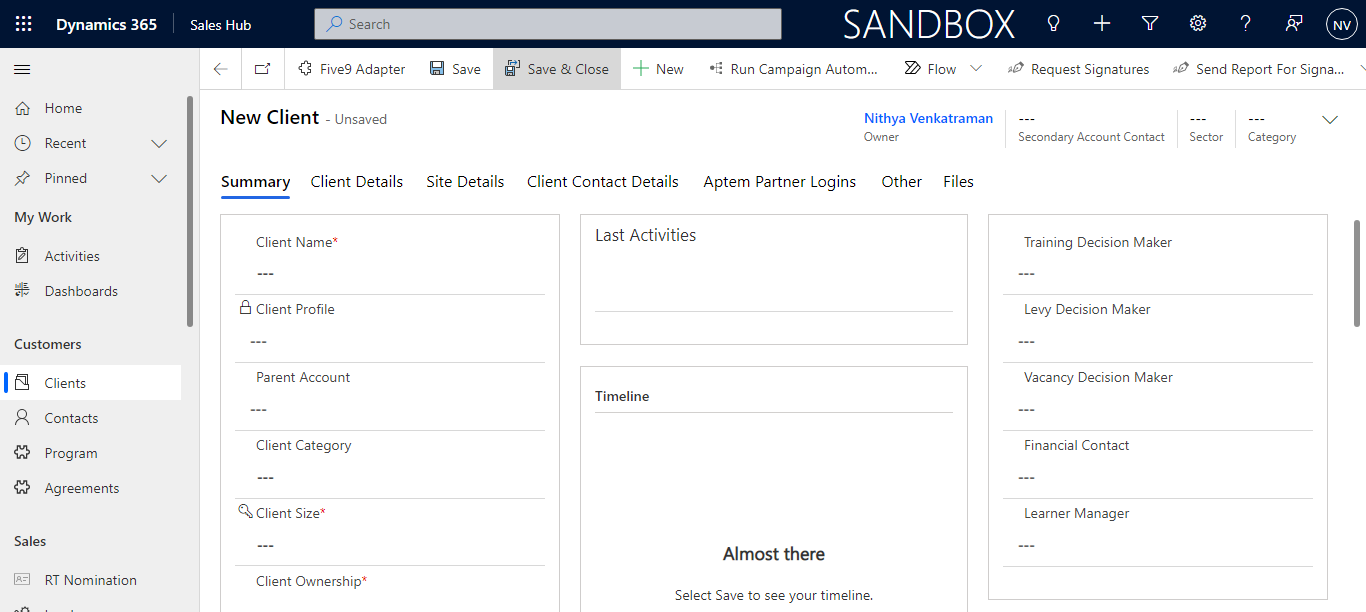 Dynamics 365
Sales Hub
Search
SANDBOX
NV
Five9 Adapter
Save
Save & Close
New
Run Campaign Autom...
Flow
Request Signatures
Send Report For Signa...
Home
Recent
Pinned
My Work
Activities
Dashboards
Customers
Clients
Contacts
Program
Agreements
Sales
RT Nomination
New Client - Unsaved
Nithya Venkatraman
Owner
---
Secondary Account Contact
---
Sector
---
Category
Summary
Client Details
Site Details
Client Contact Details
Aptem Partner Logins
Other
Files
Client Name*
---
Client Profile
---
Parent Account
---
Client Category
---
Client Size*
---
Client Ownership*
Last Activities
Timeline
Almost there
Select Save to see your timeline.
Training Decision Maker
---
Levy Decision Maker
---
Vacancy Decision Maker
---
Financial Contact
---
Learner Manager
---